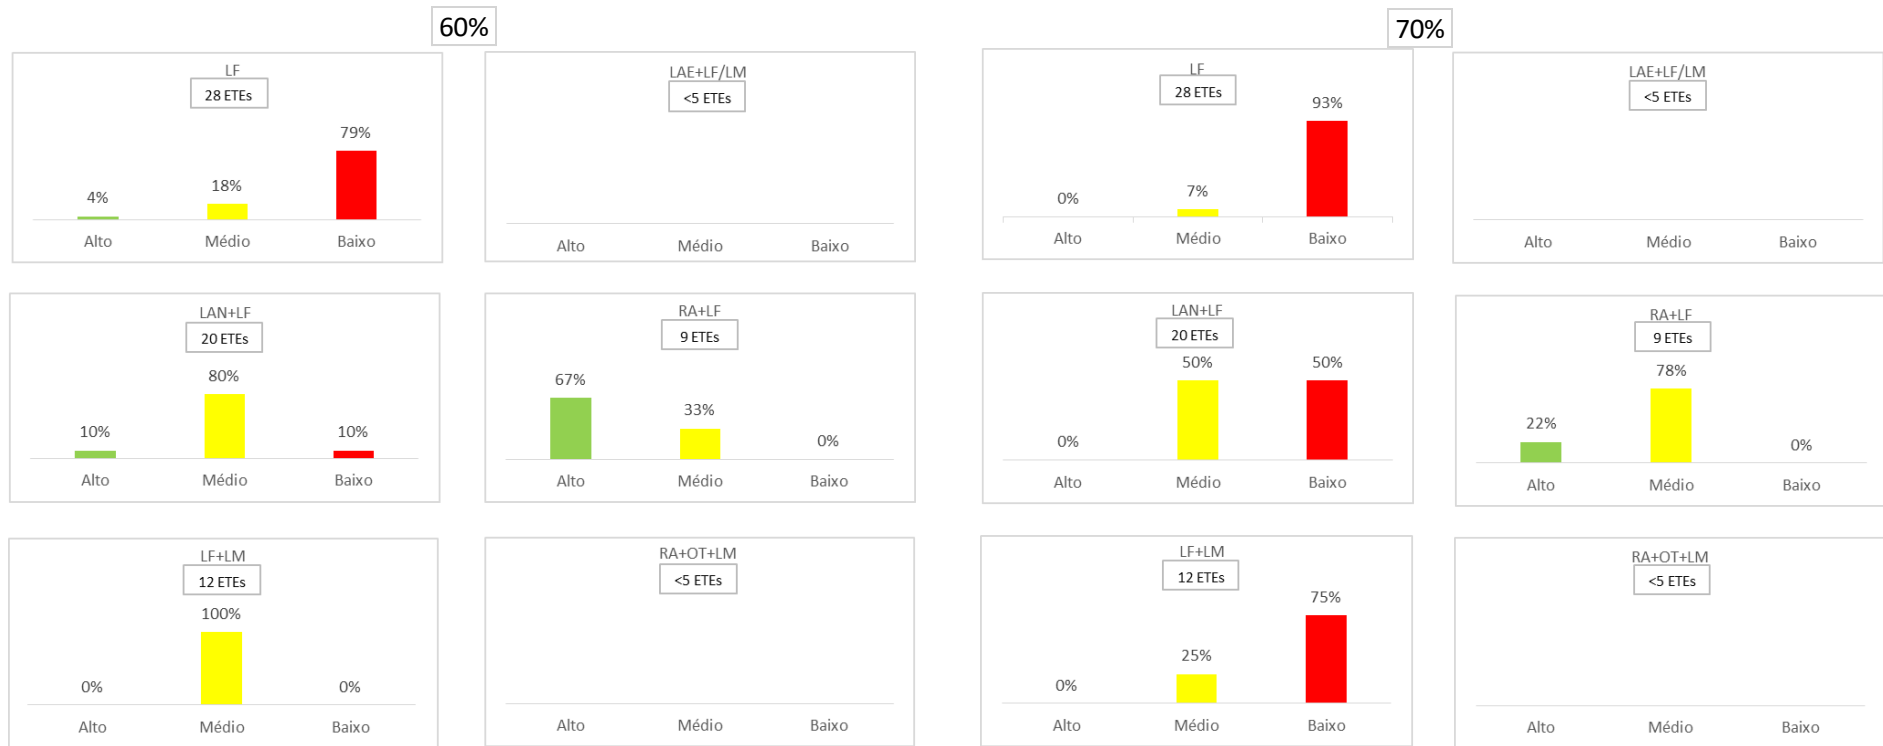 60%
LF
28 ETEs
4%
18%
79%
Alto Médio Baixo
LAE+LF/LM
<5 ETEs
Alto Médio Baixo
LAN+LF
20 ETEs
10%
80%
10%
Alto Médio Baixo
RA+LF
9 ETEs
67%
33%
0%
Alto Médio Baixo
LF+LM
12 ETEs
0%
100%
0%
Alto Médio Baixo
RA+OT+LM
<5 ETEs
Alto Médio Baixo
70%
LF
28 ETEs
0%
7%
93%
Alto Médio Baixo
LAE+LF/LM
<5 ETEs
Alto Médio Baixo
LAN+LF
20 ETEs
0%
50%
50%
Alto Médio Baixo
RA+LF
9 ETEs
22%
78%
0%
Alto Médio Baixo
LF+LM
12 ETEs
0%
25%
75%
Alto Médio Baixo
RA+OT+LM
<5 ETEs
Alto Médio Baixo